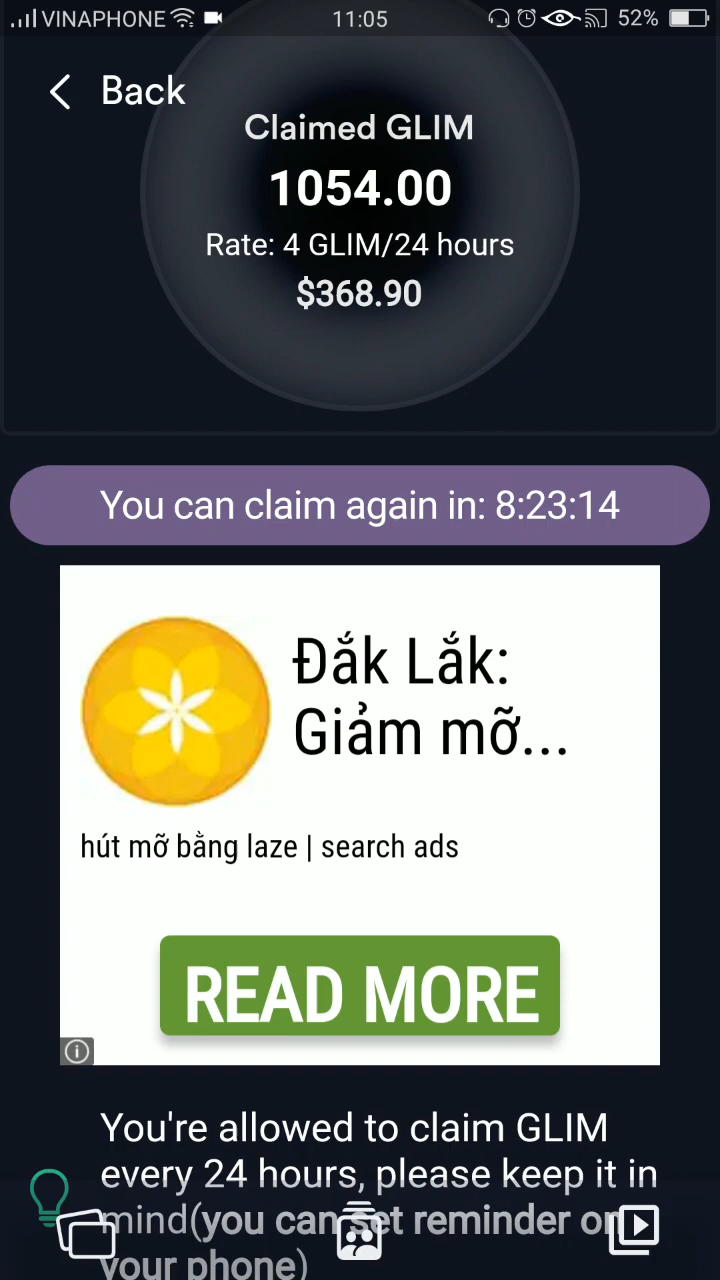 VINAPHONE 11:05 52%
Back
Claimed GLIM
1054.00
Rate: 4 GLIM/24 hours
$368.90
You can claim again in: 8:23:14
Đắk Lắk:
Giảm mỡ...
hút mỡ bằng laze | search ads
READ MORE
You're allowed to claim GLIM
every 24 hours, please keep it in
mind(you can set reminder on
your phone)